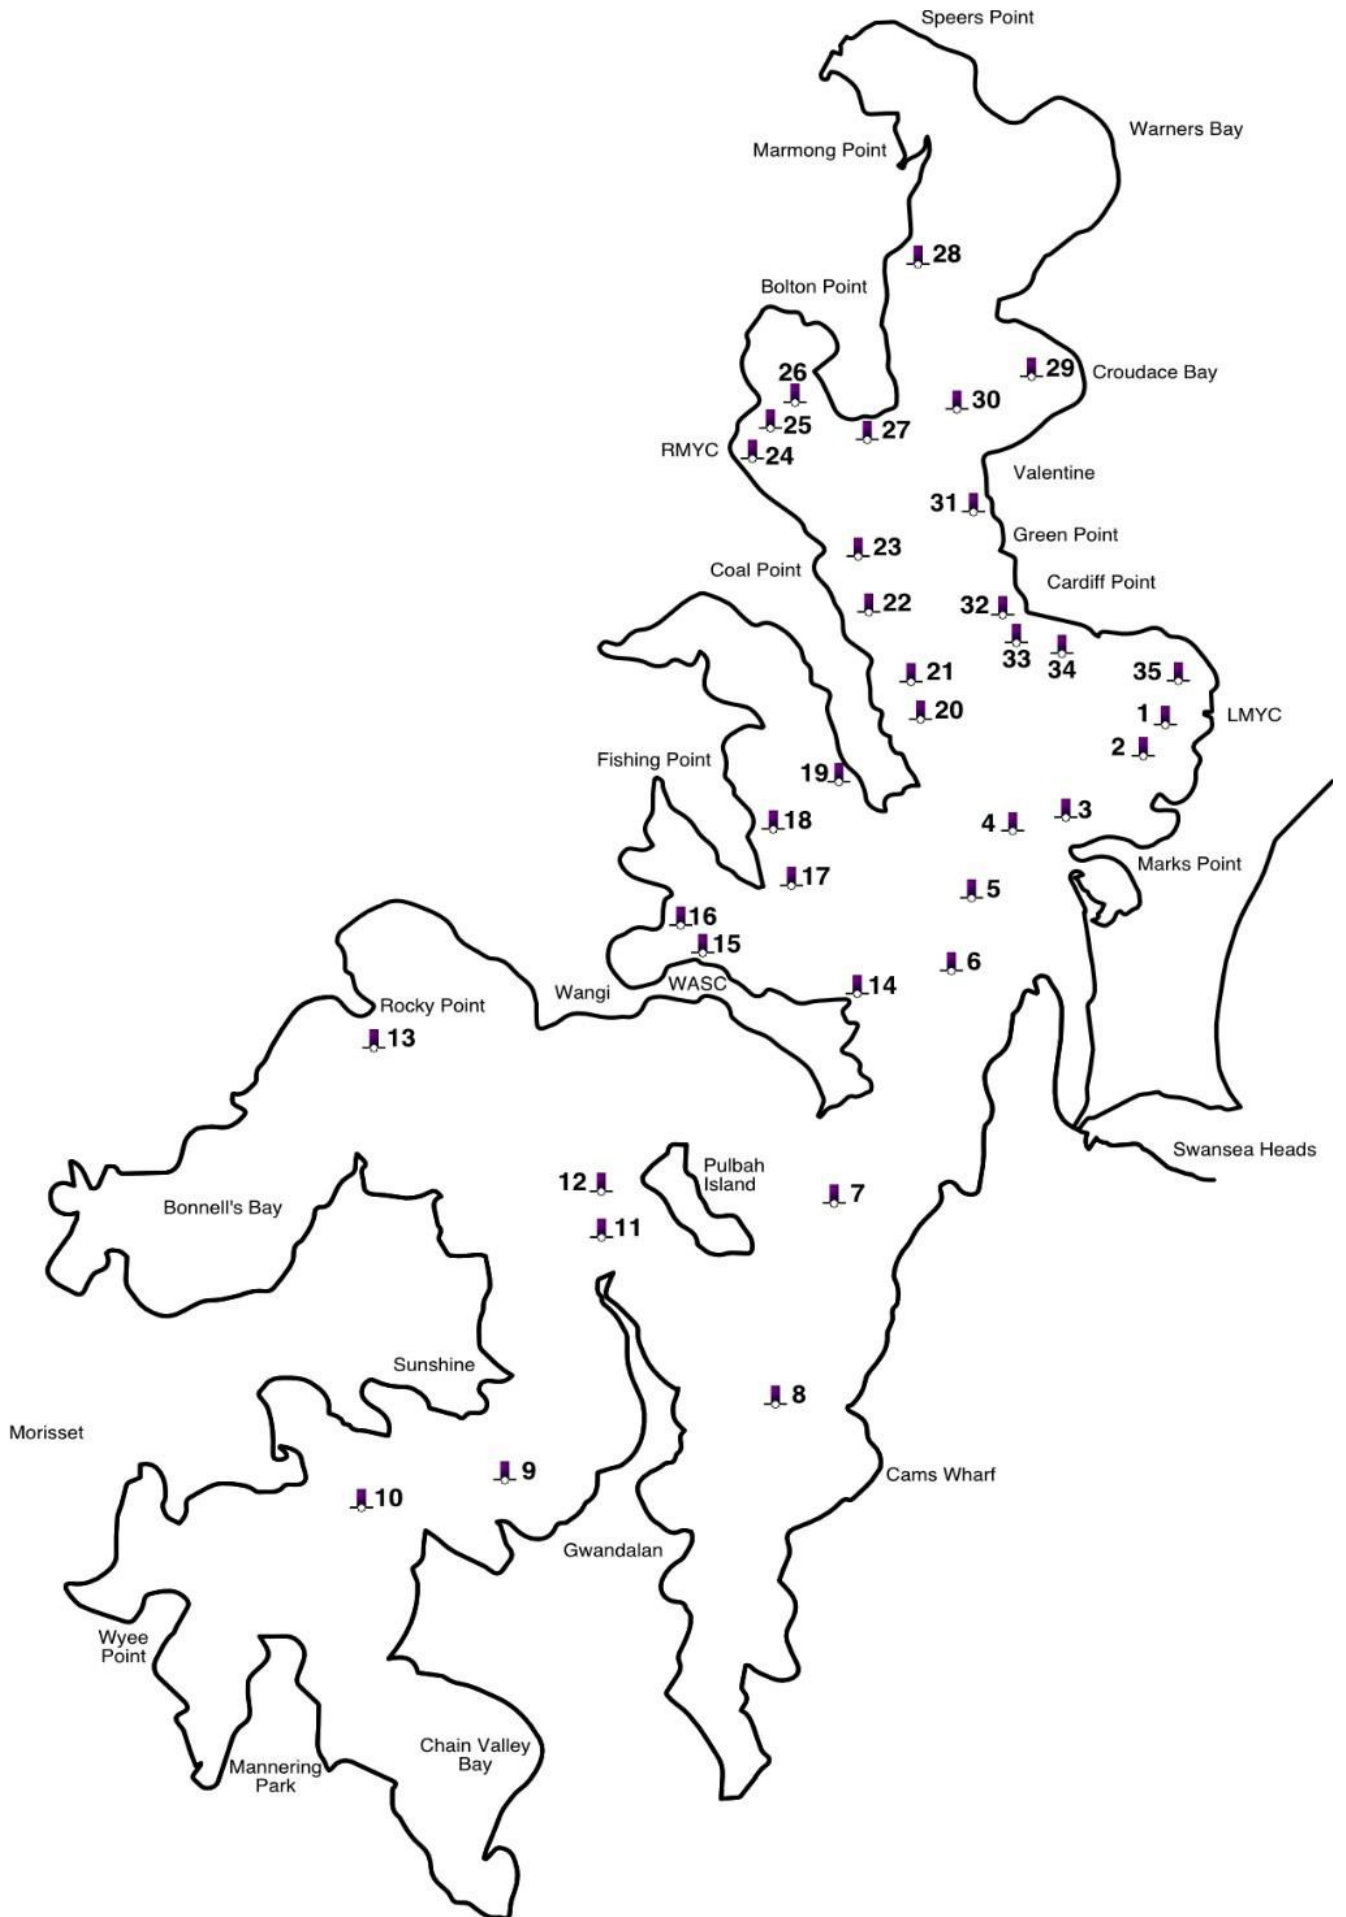 Speers Point
Warners Bay
Marmong Point
28
Bolton Point
29
Croudace Bay
26
30
25
27
RMYC
24
Valentine
31
Green Point
23
Coal Point
Cardiff Point
22
32
33
34
21
35
20
1
LMYC
2
Fishing Point
19
3
18
4
Marks Point
17
5
16
15
6
WASC
14
Wangi
Rocky Point
13
Swansea Heads
Pulbah
Island
12
7
Bonnell's Bay
11
Sunshine
8
Morisset
9
Cams Wharf
10
Gwandalan
Wyee
Point
Chain Valley
Bay
Mannering
Park